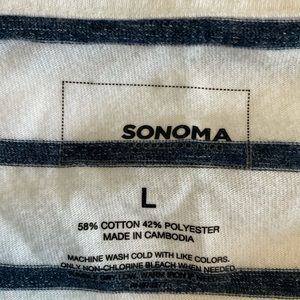 SONOMA
L
58% COTTON 42% POLYESTER
MADE IN CAMBODIA
MACHINE WASH COLD WITH LIKE COLORS.
ONLY NON-CHLORINE BLEACH WHEN NEEDED.